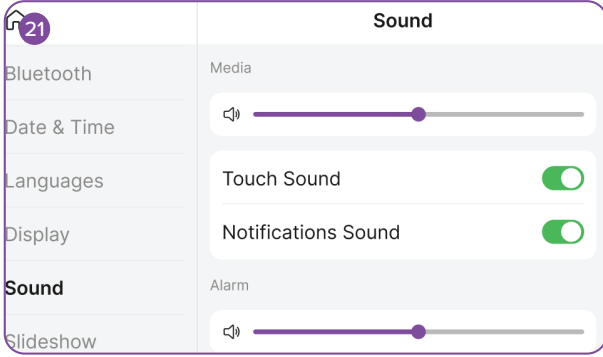 21
Sound
Bluetooth
Date & Time
Languages
Display
Sound
Slideshow
Media
Touch Sound
Notifications Sound
Alarm